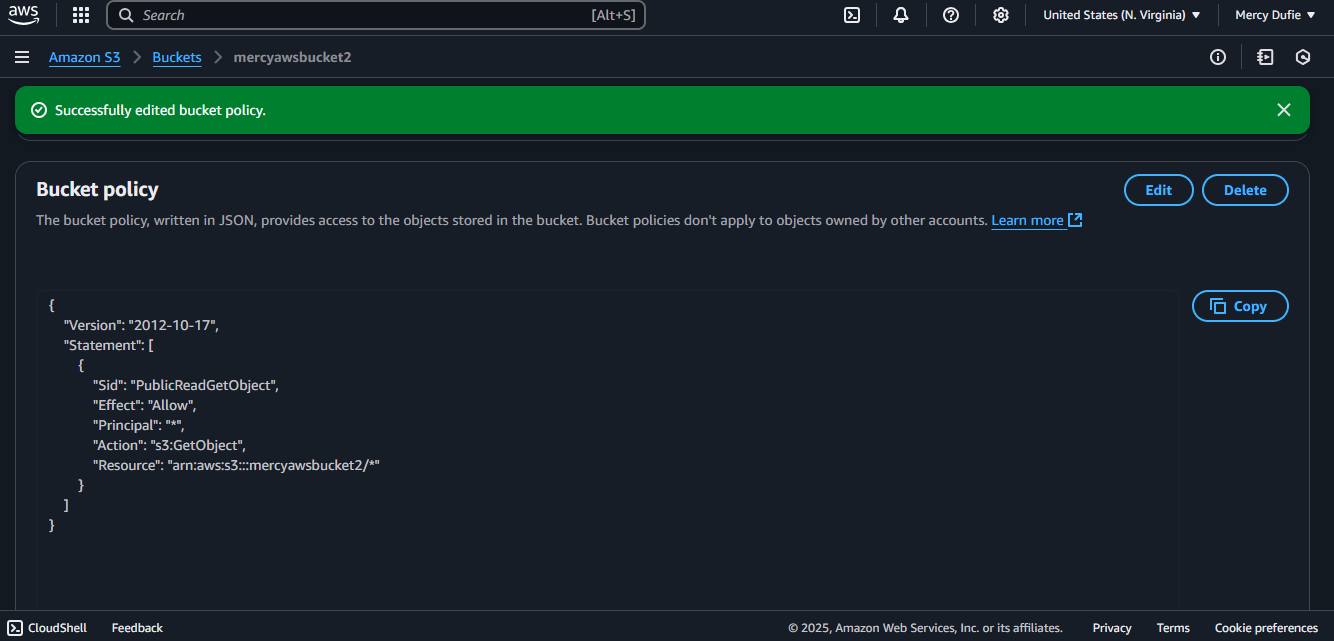 aws Search [Alt+S] United States (N. Virginia) Mercy Dufie
Amazon S3 Buckets mercyawsbucket2
Successfully edited bucket policy.
Bucket policy Edit Delete
The bucket policy, written in JSON, provides access to the objects stored in the bucket. Bucket policies don't apply to objects owned by other accounts. Learn more
{ Copy
"Version": "2012-10-17",
"Statement": [
{
"Sid": "PublicReadGetObject",
"Effect": "Allow",
"Principal": "*",
"Action": "s3:GetObject",
"Resource": "arn:aws:s3:::mercyawsbucket2/*"
}
]
}
CloudShell Feedback © 2025, Amazon Web Services, Inc. or its affiliates. Privacy Terms Cookie preferences